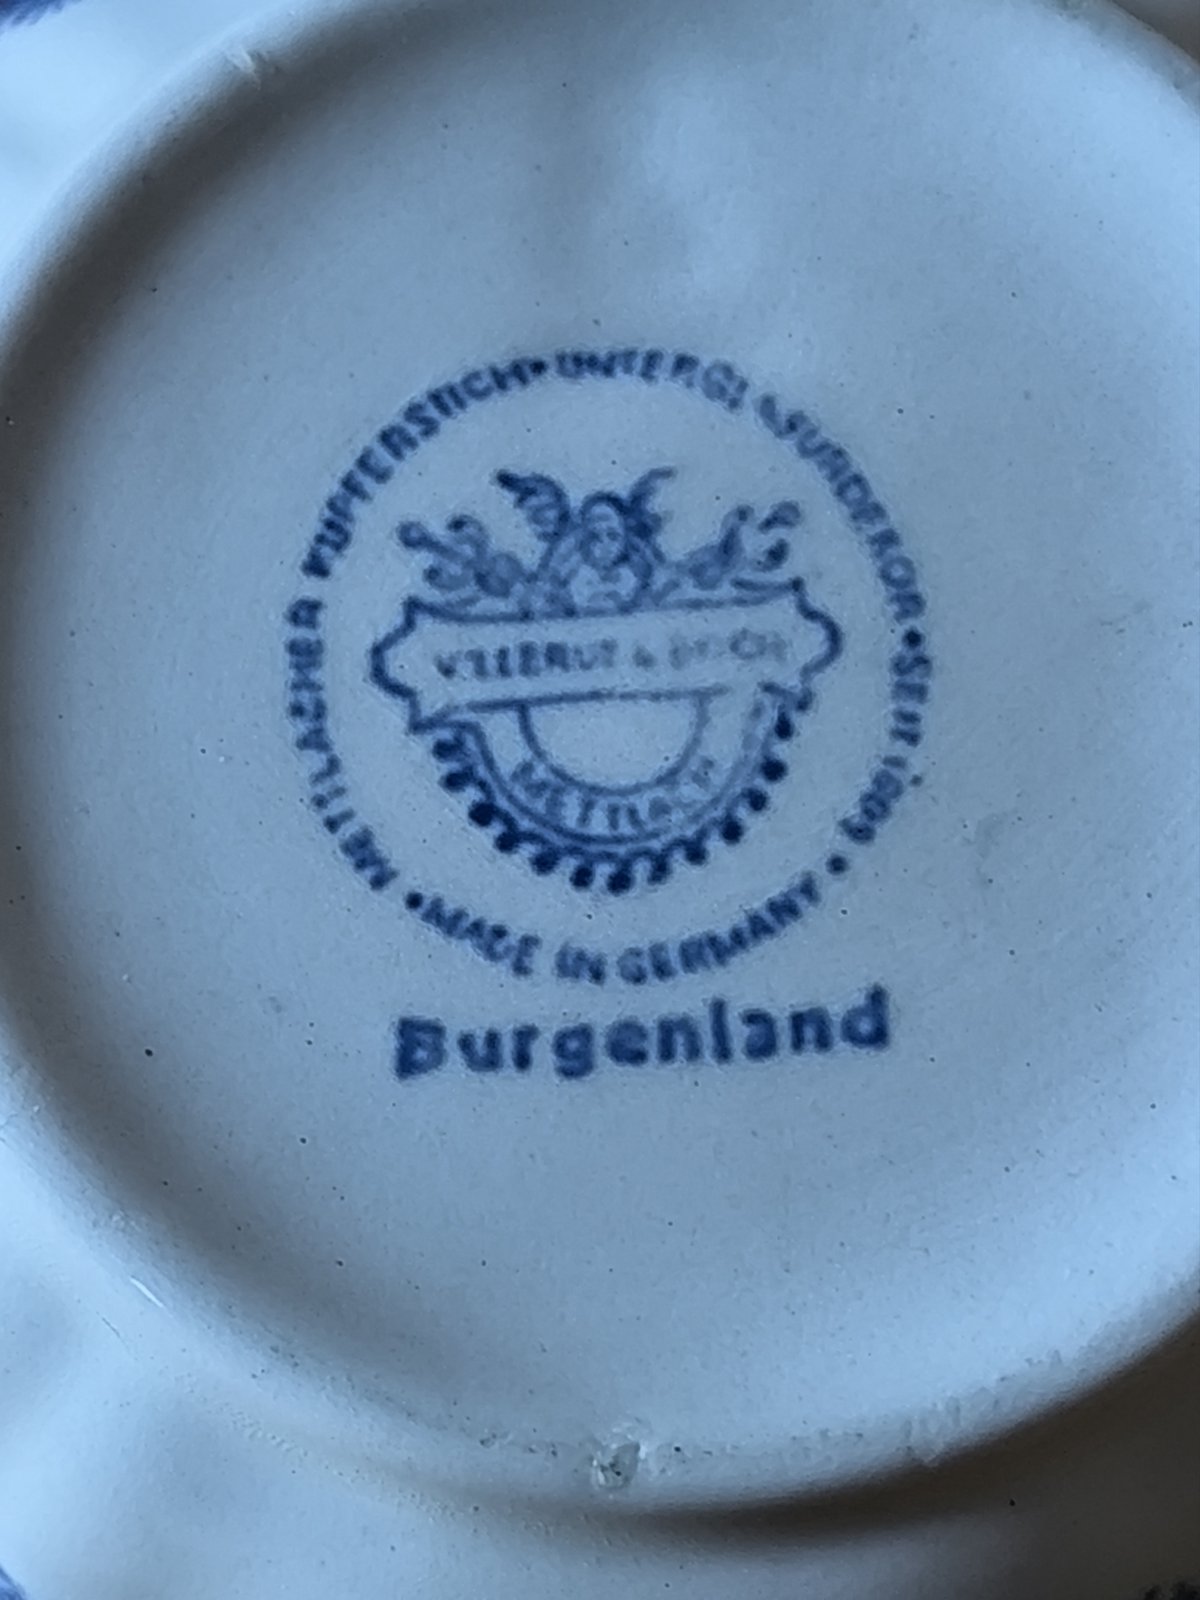 METTLACHER KUPFERSTICH • UNTERGLASURDEKOR • SEIT 1809 •
VILLEROY & BOCH
METTLACH
• MADE IN GERMANY
Burgenland